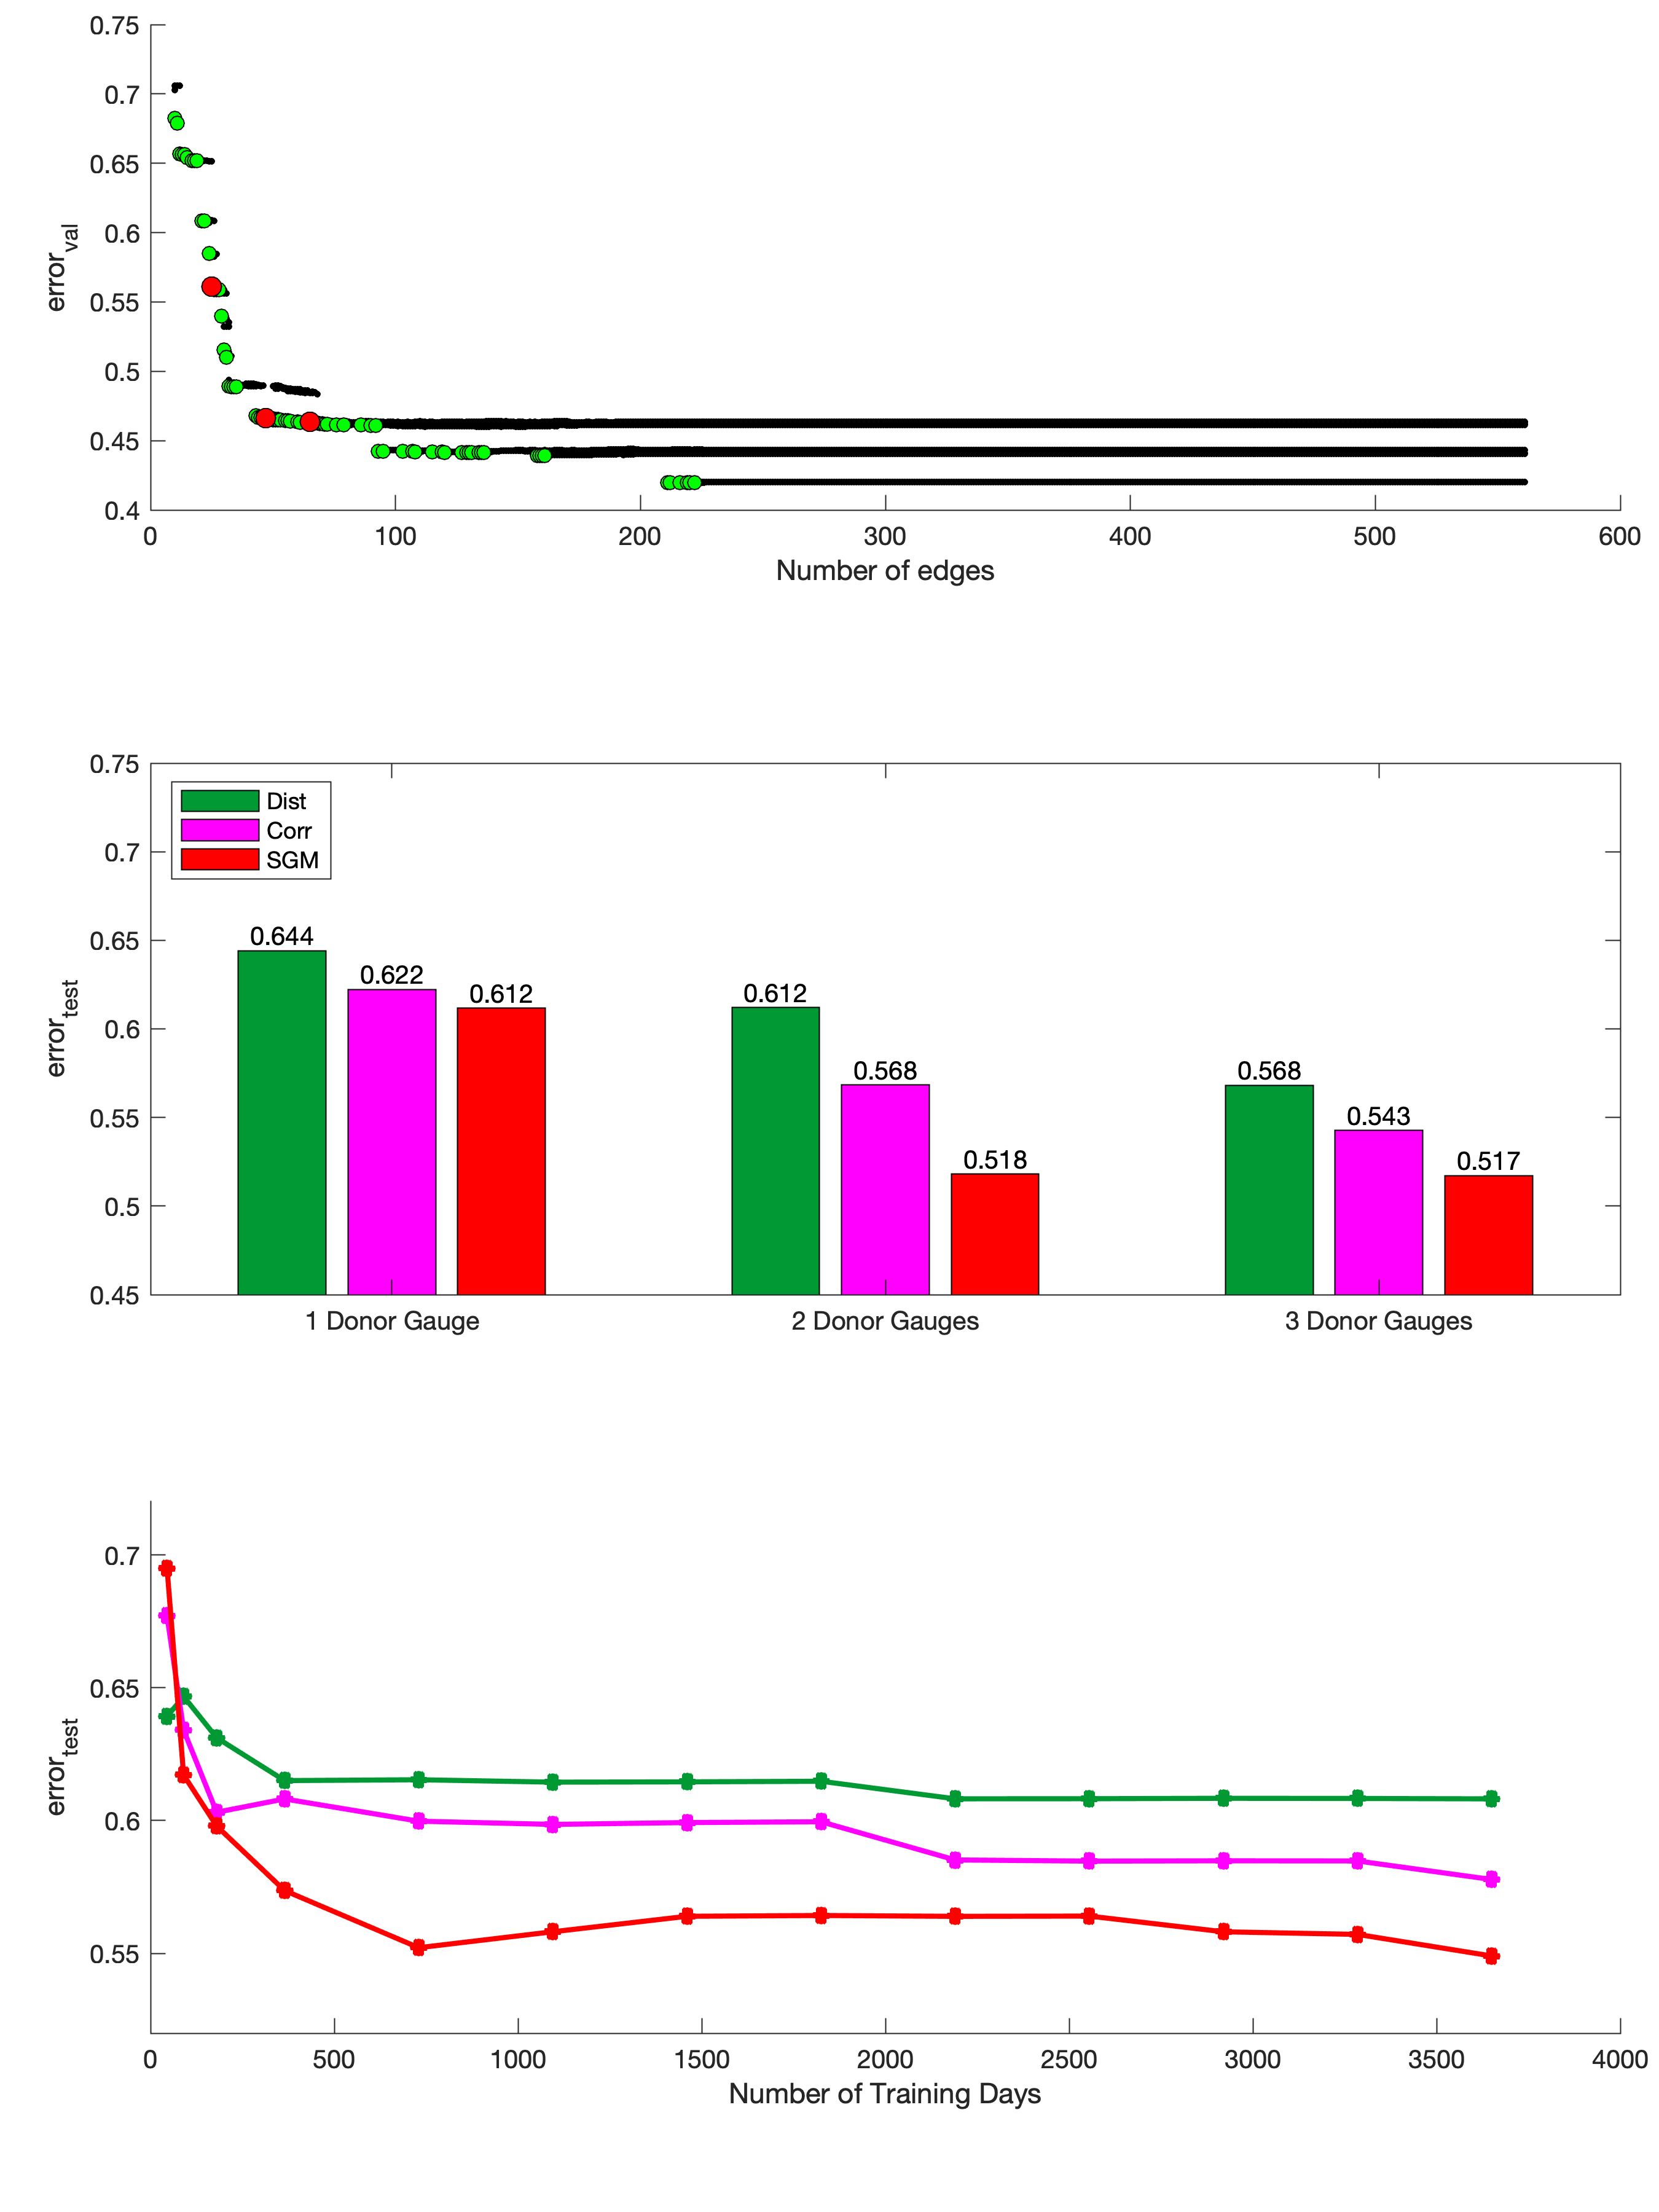 0.75
0.7
0.65
0.6
0.55
0.5
0.45
0.4
error_val
0 100 200 300 400 500 600
Number of edges
0.75
0.7
0.65
0.6
0.55
0.5
0.45
error_test
Dist
Corr
SGM
0.644
0.622
0.612
0.612
0.568
0.518
0.568
0.543
0.517
1 Donor Gauge 2 Donor Gauges 3 Donor Gauges
0.7
0.65
0.6
0.55
error_test
0 500 1000 1500 2000 2500 3000 3500 4000
Number of Training Days